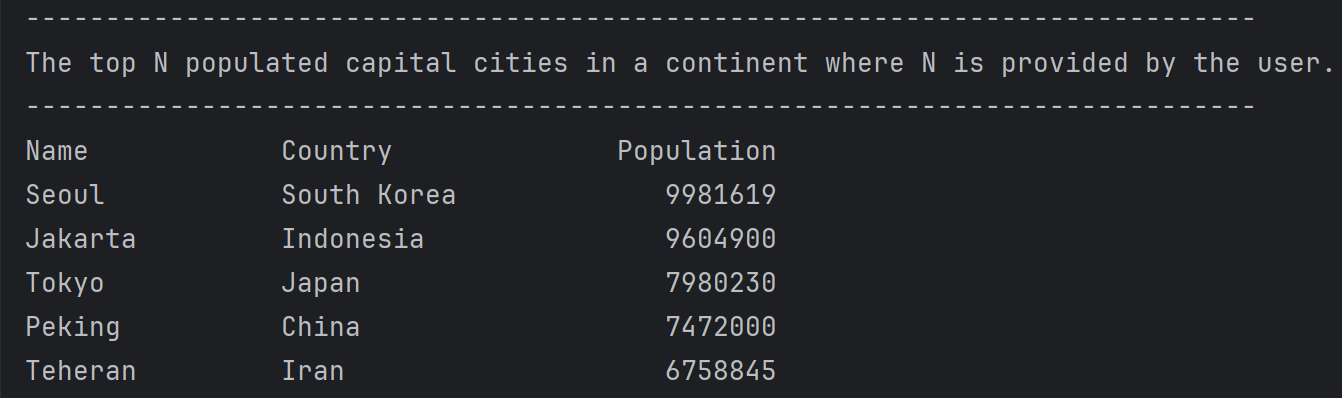 -----------------------------------------------------------------------------
The top N populated capital cities in a continent where N is provided by the user.
-----------------------------------------------------------------------------
Name            Country              Population
Seoul           South Korea             9981619
Jakarta         Indonesia               9604900
Tokyo           Japan                   7980230
Peking          China                   7472000
Teheran         Iran                    6758845